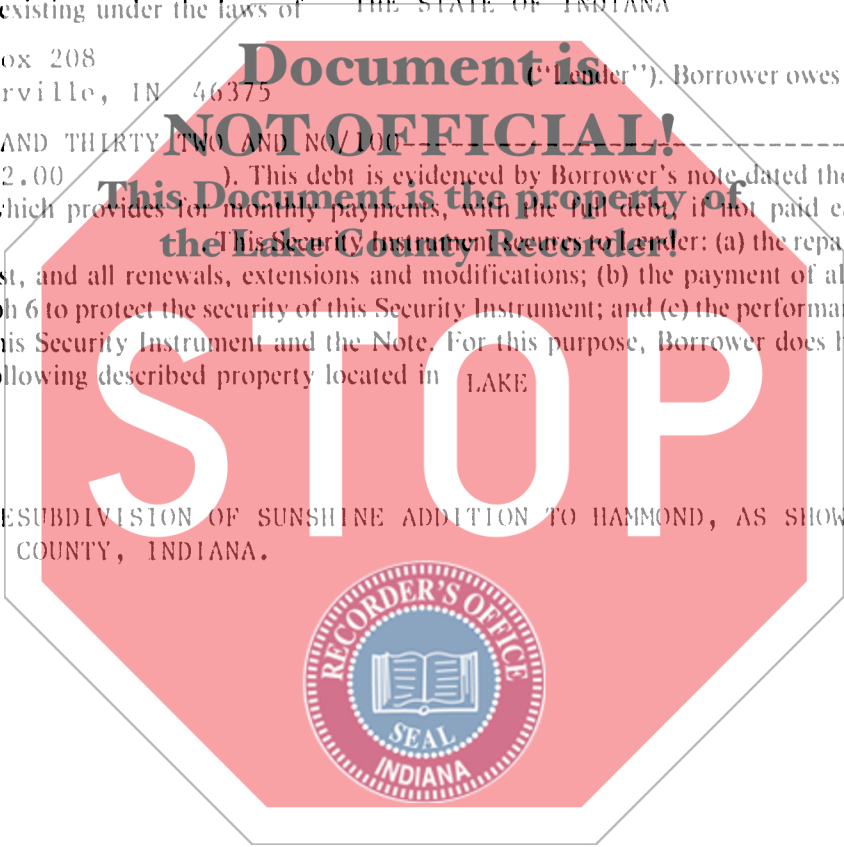 existing under the laws of THE STATE OF INDIANA
ox 208
Document is
("Lender"). Borrower owes
rville, IN 46375
AND THIRTY TWO AND NO/100
NOT OFFICIAL!
2.00 ). This debt is evidenced by Borrower's note dated the
This Document is the property of
which provides for monthly payments, with the full debt, if not paid
the Lake County Recorder!
. This Security Instrument secures to Lender: (a) the repa
st, and all renewals, extensions and modifications; (b) the payment of al
ph 6 to protect the security of this Security Instrument; and (c) the performa
his Security Instrument and the Note. For this purpose, Borrower does h
ollowing described property located in LAKE
STOP
ESUBDIVISION OF SUNSHINE ADDITION TO HAMMOND, AS SHOW
COUNTY, INDIANA.
RECORDER'S OFFICE
SEAL
INDIANA